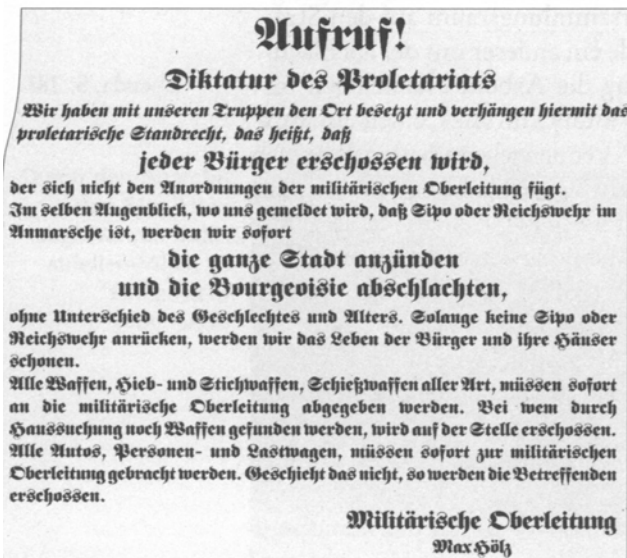 Aufruf!
Diktatur des Proletariats
Wir haben mit unseren Truppen den Ort besetzt und verhängen hiermit das
proletarische Standrecht, das heißt, daß
jeder Bürger erschossen wird,
der sich nicht den Anordnungen der militärischen Oberleitung fügt.
Im selben Augenblick, wo uns gemeldet wird, daß Sipo oder Reichswehr im
Anmarsche ist, werden wir sofort
die ganze Stadt anzünden
und die Bourgeoisie abschlachten,
ohne Unterschied des Geschlechtes und Alters. Solange keine Sipo oder
Reichswehr anrücken, werden wir das Leben der Bürger und ihre Häuser
schonen.
Alle Waffen, Hieb- und Stichwaffen, Schießwaffen aller Art, müssen sofort
an die militärische Oberleitung abgegeben werden. Bei wem durch
Haussuchung noch Waffen gefunden werden, wird auf der Stelle erschossen.
Alle Autos, Personen- und Lastwagen, müssen sofort zur militärischen
Oberleitung gebracht werden. Geschieht das nicht, so werden die Betreffenden
erschossen.
Militärische Oberleitung
Max Hölz